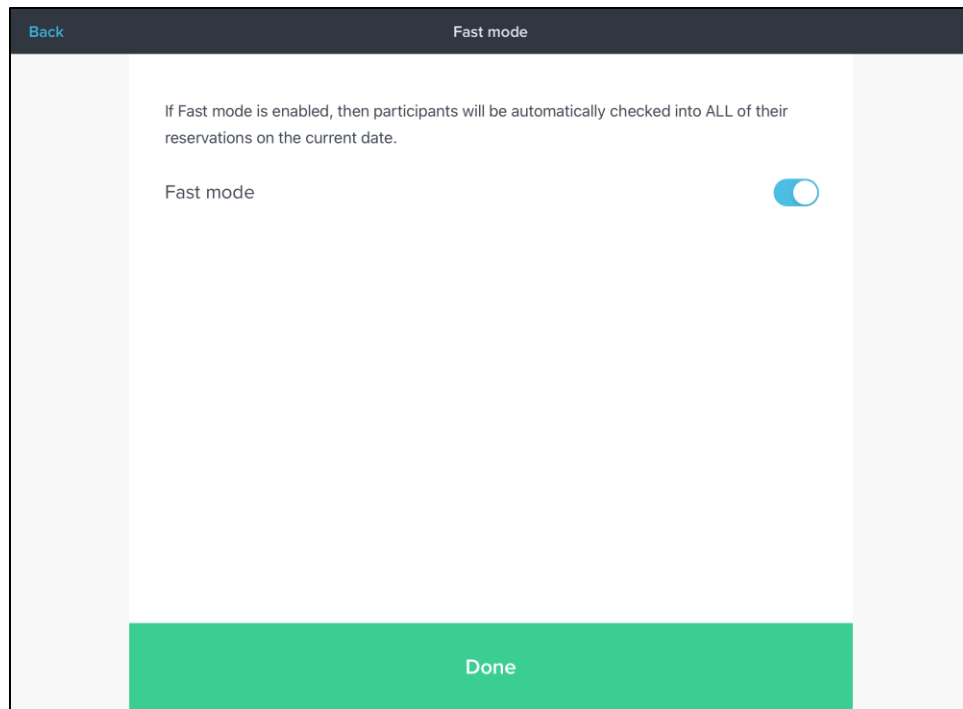 Back
Fast mode
If Fast mode is enabled, then participants will be automatically checked into ALL of their
reservations on the current date.
Fast mode
Done